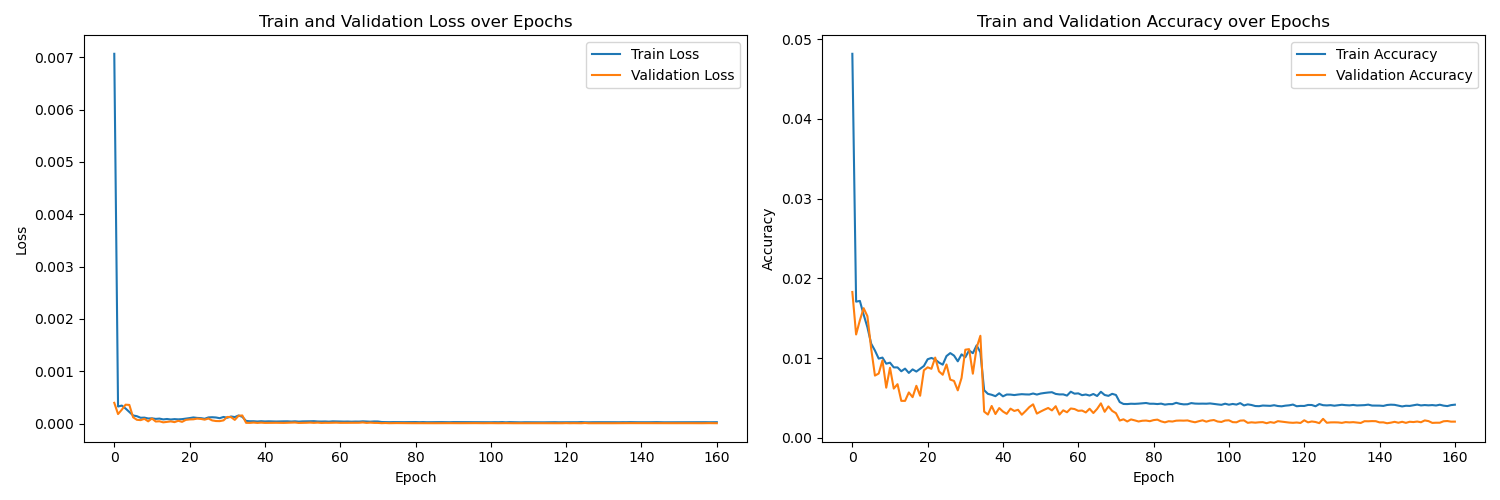 Train and Validation Loss over Epochs
Train Loss
Validation Loss
0.007
0.006
0.005
0.004
0.003
0.002
0.001
0.000
Loss
0 20 40 60 80 100 120 140 160
Epoch
Train and Validation Accuracy over Epochs
Train Accuracy
Validation Accuracy
0.05
0.04
0.03
0.02
0.01
0.00
Accuracy
0 20 40 60 80 100 120 140 160
Epoch